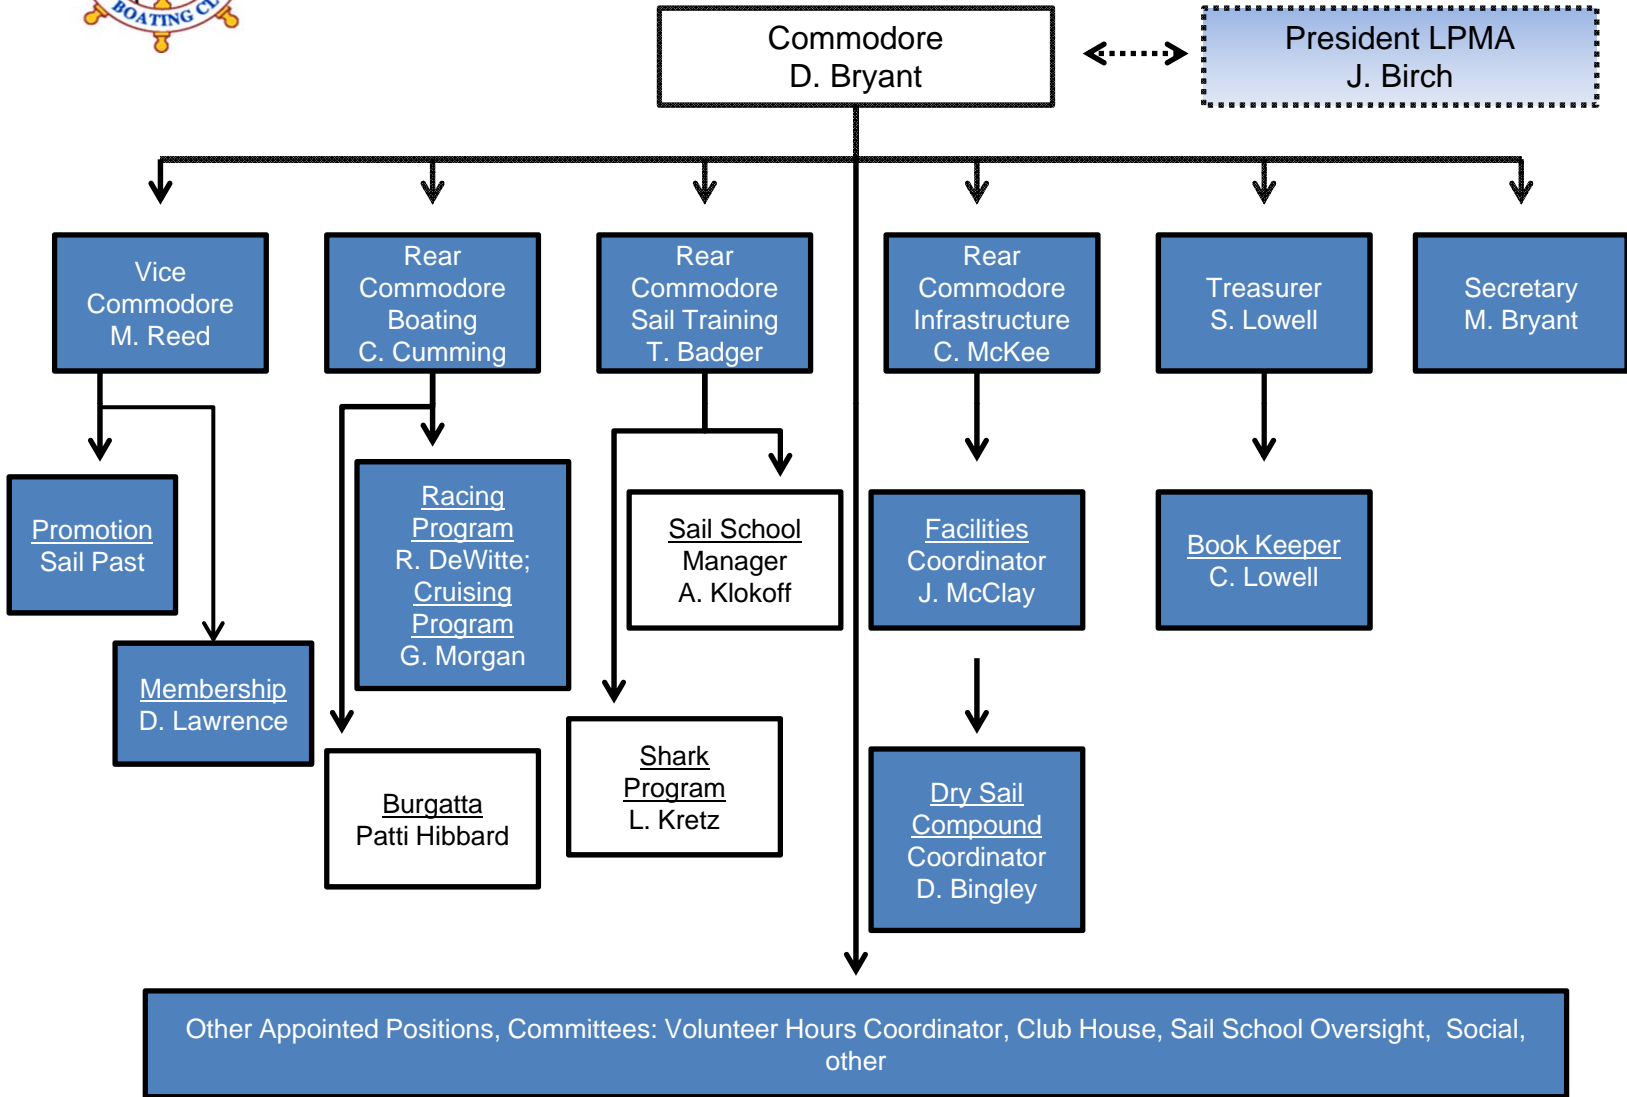 BOATING CL
Commodore
D. Bryant
President LPMA
J. Birch
Vice
Commodore
M. Reed
Rear
Commodore
Boating
C. Cumming
Rear
Commodore
Sail Training
T. Badger
Rear
Commodore
Infrastructure
C. McKee
Treasurer
S. Lowell
Secretary
M. Bryant
Promotion
Sail Past
Racing
Program
R. DeWitte;
Cruising
Program
G. Morgan
Sail School
Manager
A. Klokoff
Facilities
Coordinator
J. McClay
Book Keeper
C. Lowell
Membership
D. Lawrence
Burgatta
Patti Hibbard
Shark
Program
L. Kretz
Dry Sail
Compound
Coordinator
D. Bingley
Other Appointed Positions, Committees: Volunteer Hours Coordinator, Club House, Sail School Oversight,  Social,
other